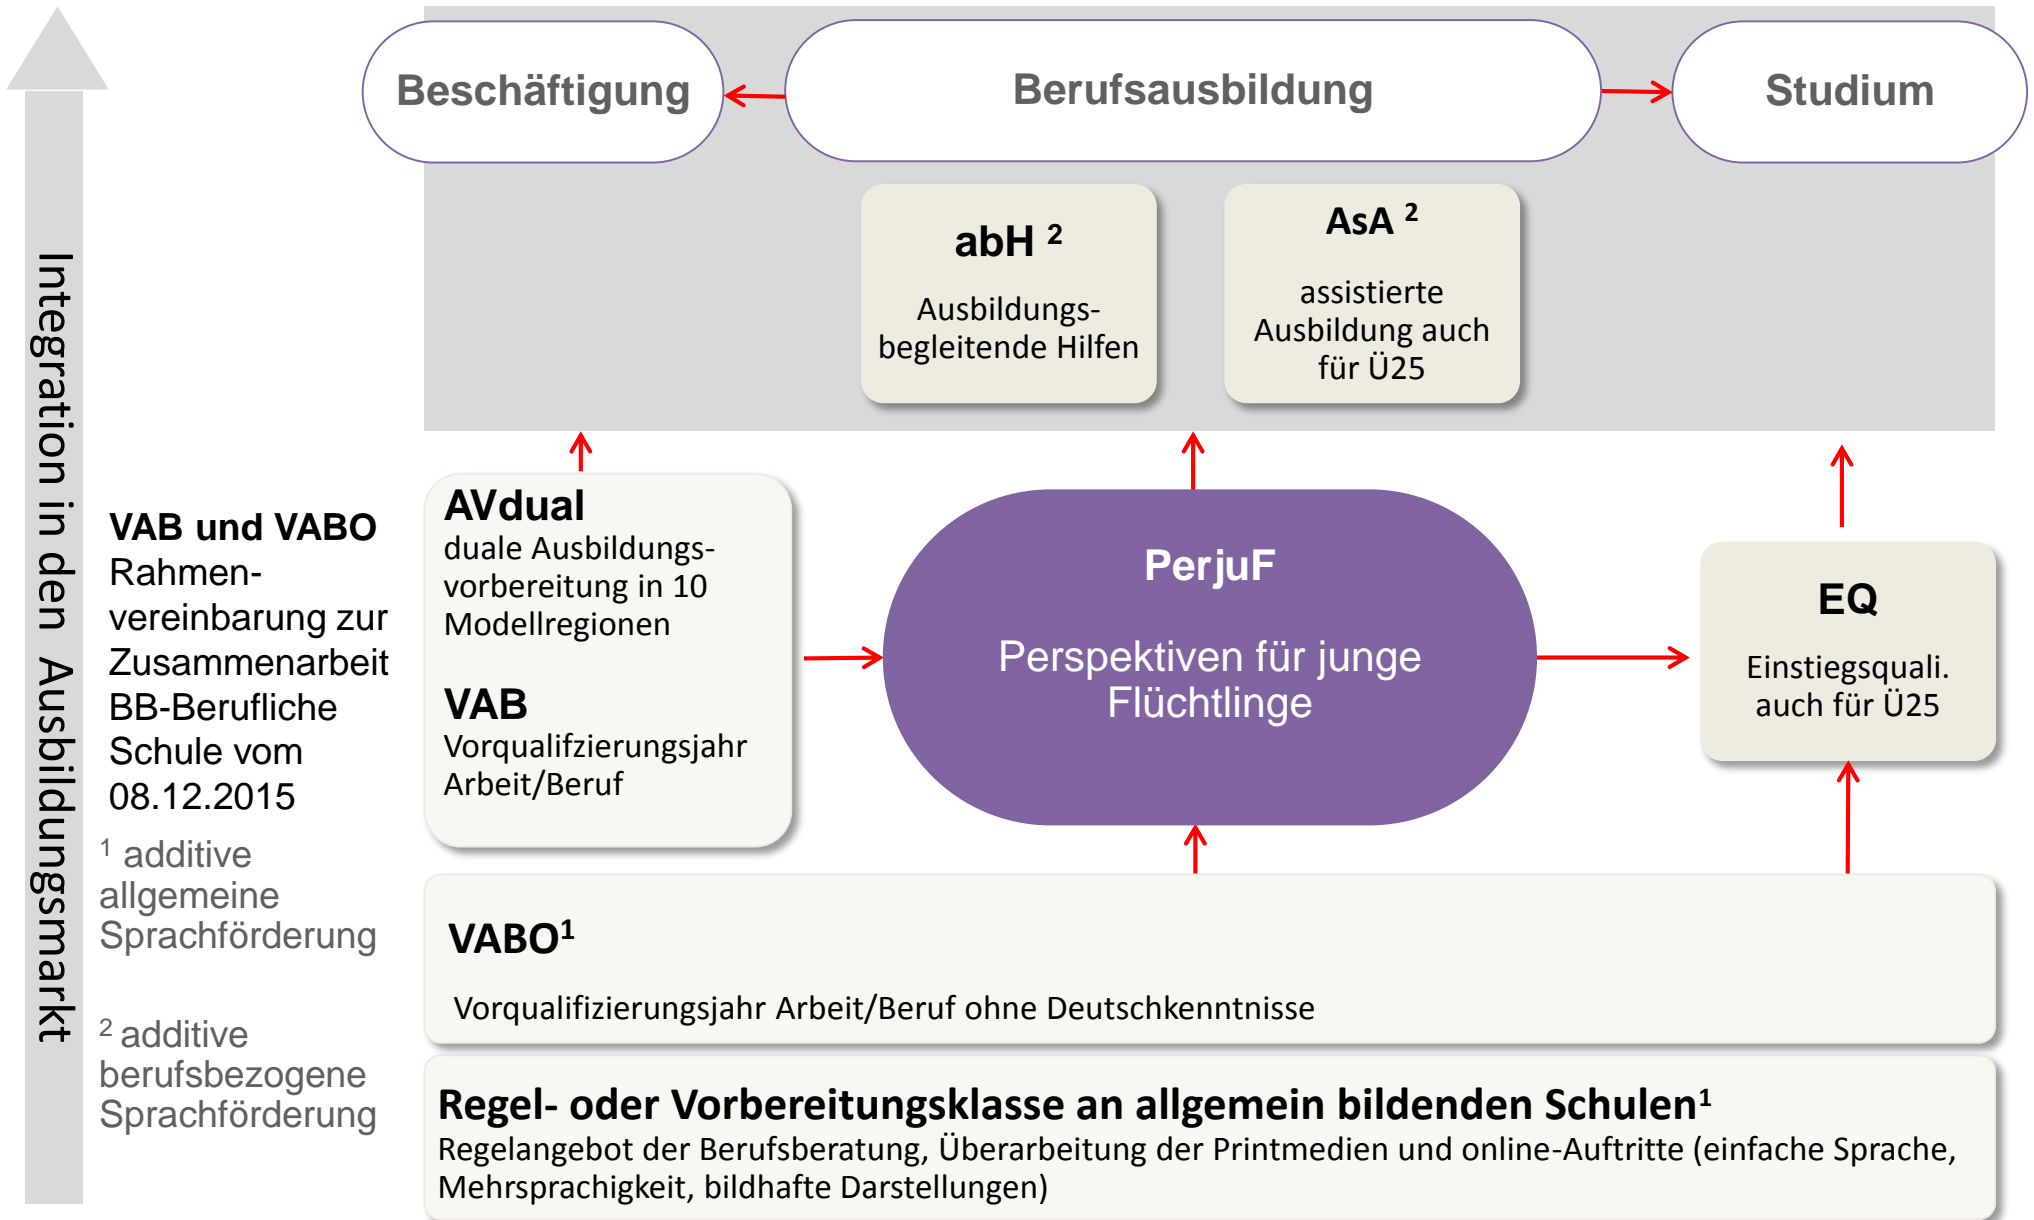 Beschäftigung
Berufsausbildung
Studium
abH ²
Ausbildungs-
begleitende Hilfen
AsA ²
assistierte
Ausbildung auch
für Ü25
Integration in den Ausbildungsmarkt
VAB und VABO
Rahmen-
vereinbarung zur
Zusammenarbeit
BB-Berufliche
Schule vom
08.12.2015
¹ additive
allgemeine
Sprachförderung
² additive
berufsbezogene
Sprachförderung
AVdual
duale Ausbildungs-
vorbereitung in 10
Modellregionen
VAB
Vorqualifzierungsjahr
Arbeit/Beruf
PerjuF
Perspektiven für junge
Flüchtlinge
EQ
Einstiegsquali.
auch für Ü25
VABO¹
Vorqualifizierungsjahr Arbeit/Beruf ohne Deutschkenntnisse
Regel- oder Vorbereitungsklasse an allgemein bildenden Schulen¹
Regelangebot der Berufsberatung, Überarbeitung der Printmedien und online-Auftritte (einfache Sprache,
Mehrsprachigkeit, bildhafte Darstellungen)